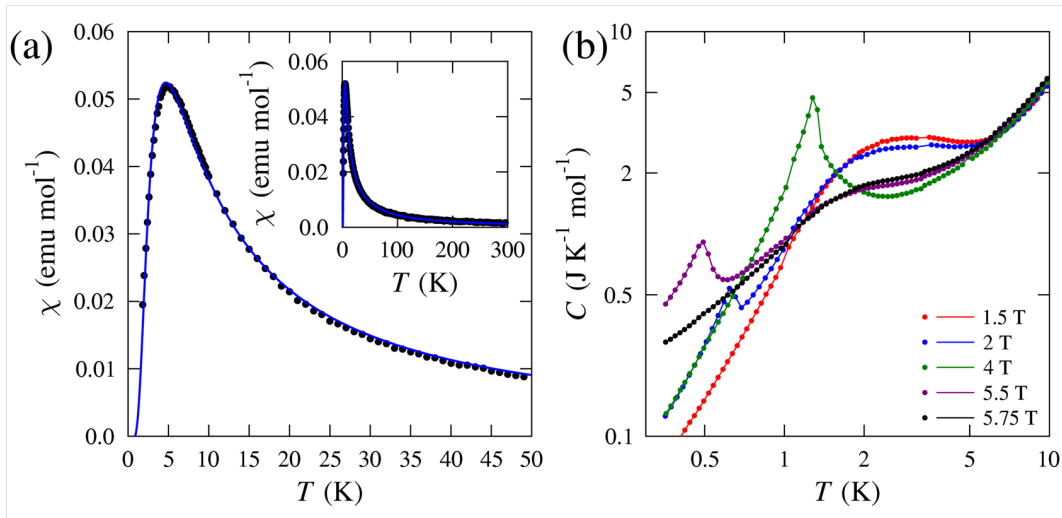 (a)
χ (emu mol⁻¹)
0.06
0.05
0.04
0.03
0.02
0.01
0.0
0 5 10 15 20 25 30 35 40 45 50
T (K)
χ (emu mol⁻¹)
0.06
0.04
0.02
0.0
0 100 200 300
T (K)
(b)
C (J K⁻¹ mol⁻¹)
10
5
2
1
0.5
0.1
0.5 1 2 5 10
T (K)
1.5 T
2 T
4 T
5.5 T
5.75 T